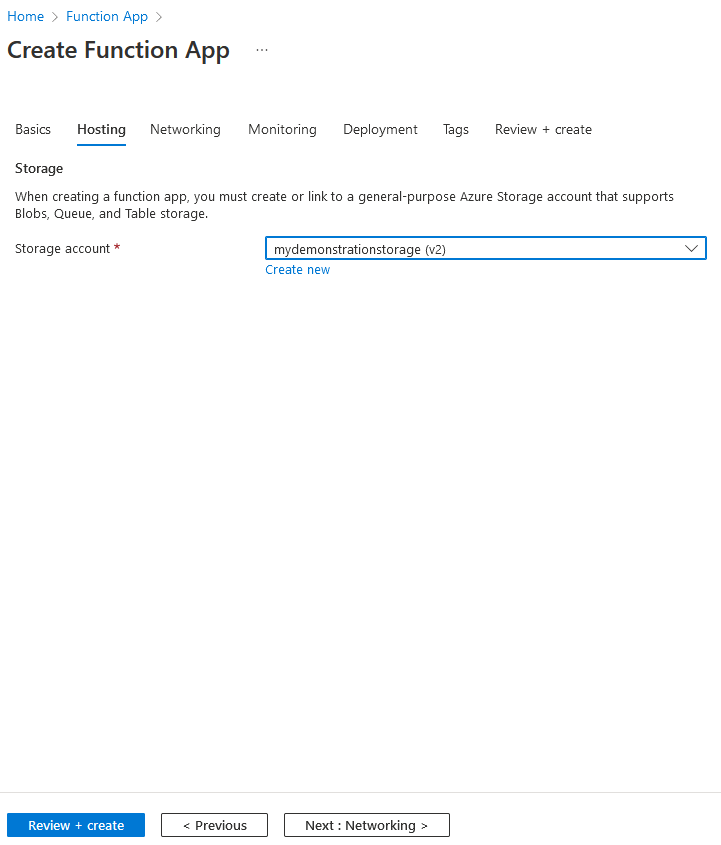 Home > Function App >
Create Function App ...
Basics Hosting Networking Monitoring Deployment Tags Review + create
Storage
When creating a function app, you must create or link to a general-purpose Azure Storage account that supports
Blobs, Queue, and Table storage.
Storage account * mydemonstrationstorage (v2)
Create new
Review + create < Previous Next : Networking >